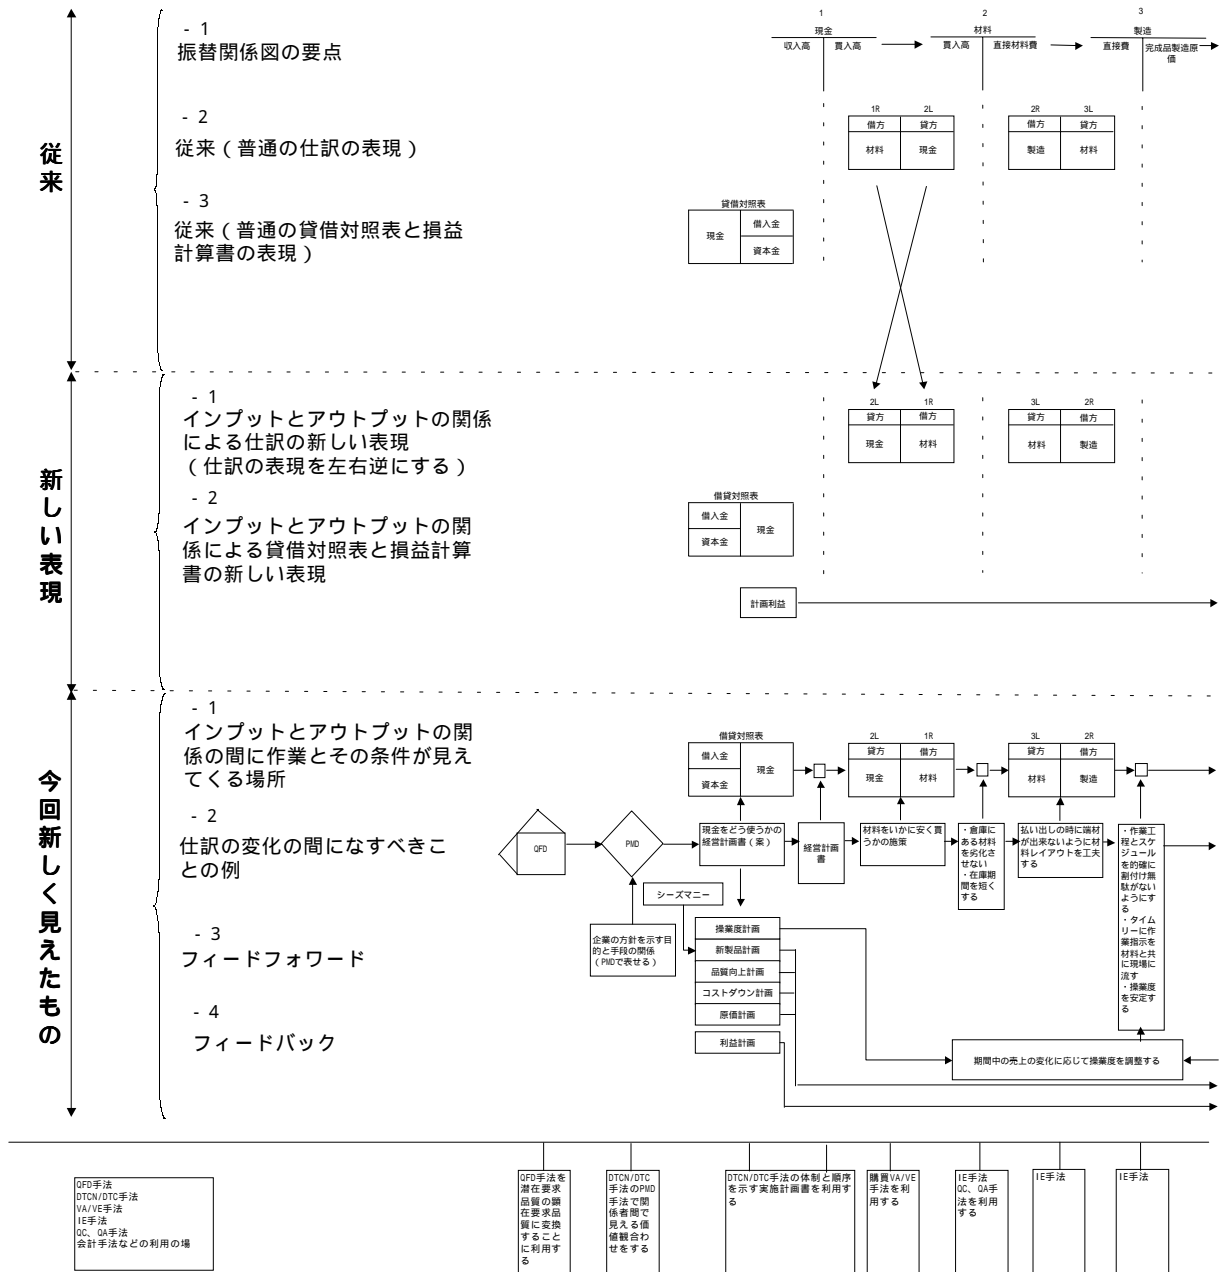 従来
- 1
振替関係図の要点
- 2
従来(普通の仕訳の表現)
- 3
従来(普通の貸借対照表と損益
計算書の表現)
1
現金
収入高
買入高
2
材料
買入高
直接材料費
3
製造
直接費
完成品製造原
価
1R
2L
借方
貸方
材料
現金
2R
3L
借方
貸方
製造
材料
貸借対照表
現金
借入金
資本金
新しい表現
- 1
インプットとアウトプットの関係
による仕訳の新しい表現
(仕訳の表現を左右逆にする)
- 2
インプットとアウトプットの関
係による貸借対照表と損益計算
書の新しい表現
2L
1R
貸方
借方
現金
材料
3L
2R
貸方
借方
材料
製造
借貸対照表
借入金
資本金
現金
計画利益
今回新しく見えたもの
- 1
インプットとアウトプットの関
係の間に作業とその条件が見え
てくる場所
- 2
仕訳の変化の間になすべきこ
との例
- 3
フィードフォワード
- 4
フィードバック
借貸対照表
借入金
資本金
現金
2L
1R
貸方
借方
現金
材料
3L
2R
貸方
借方
材料
製造
QFD
PMD
現金をどう使うかの
経営計画書(案)
経営計画
書
材料をいかに安く買
うかの施策
・倉庫に
ある材料
を劣化さ
せない
・在庫期
間を短く
する
払い出しの時に端材
が出来ないように材
料レイアウトを工夫
する
・作業工
程とスケ
ジュール
を的確に
割付け無
駄がない
ようにす
る
・タイム
リーに作
業指示を
材料と共
に現場に
流す
・操業度
を安定す
る
シーズマニー
企業の方針を示す目
的と手段の関係
(PMDで表せる)
操業度計画
新製品計画
品質向上計画
コストダウン計画
原価計画
利益計画
期間中の売上の変化に応じて操業度を調整する
QFD手法
DTCN/DTC手法
VA/VE手法
IE手法
QC、QA手法
会計手法などの利用の場
QFD手法を
潜在要求
品質の顕
在要求品
質に変換
すること
に利用す
る
DTCN/DTC
手法のPMD
手法で関
係者間で
見える価
値観合わ
せをする
DTCN/DTC手法の体制と順序
を示す実施計画書を利用す
る
購買VA/VE
手法を利
用する
IE手法
QC、QA手
法を利用
する
IE手法
IE手法